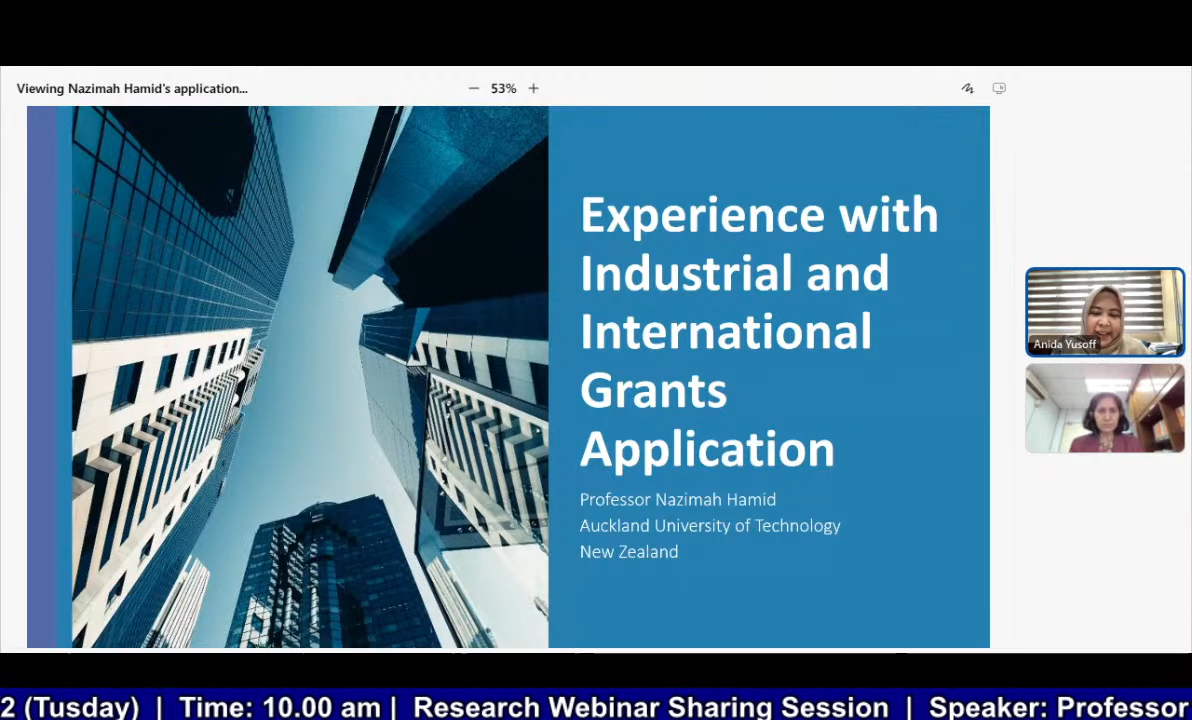 Viewing Nazimah Hamid's application...
53%
Experience with
Industrial and
International
Grants
Application
Professor Nazimah Hamid
Auckland University of Technology
New Zealand
Anida Yusoff
2 (Tusday) | Time: 10.00 am | Research Webinar Sharing Session | Speaker: Professor